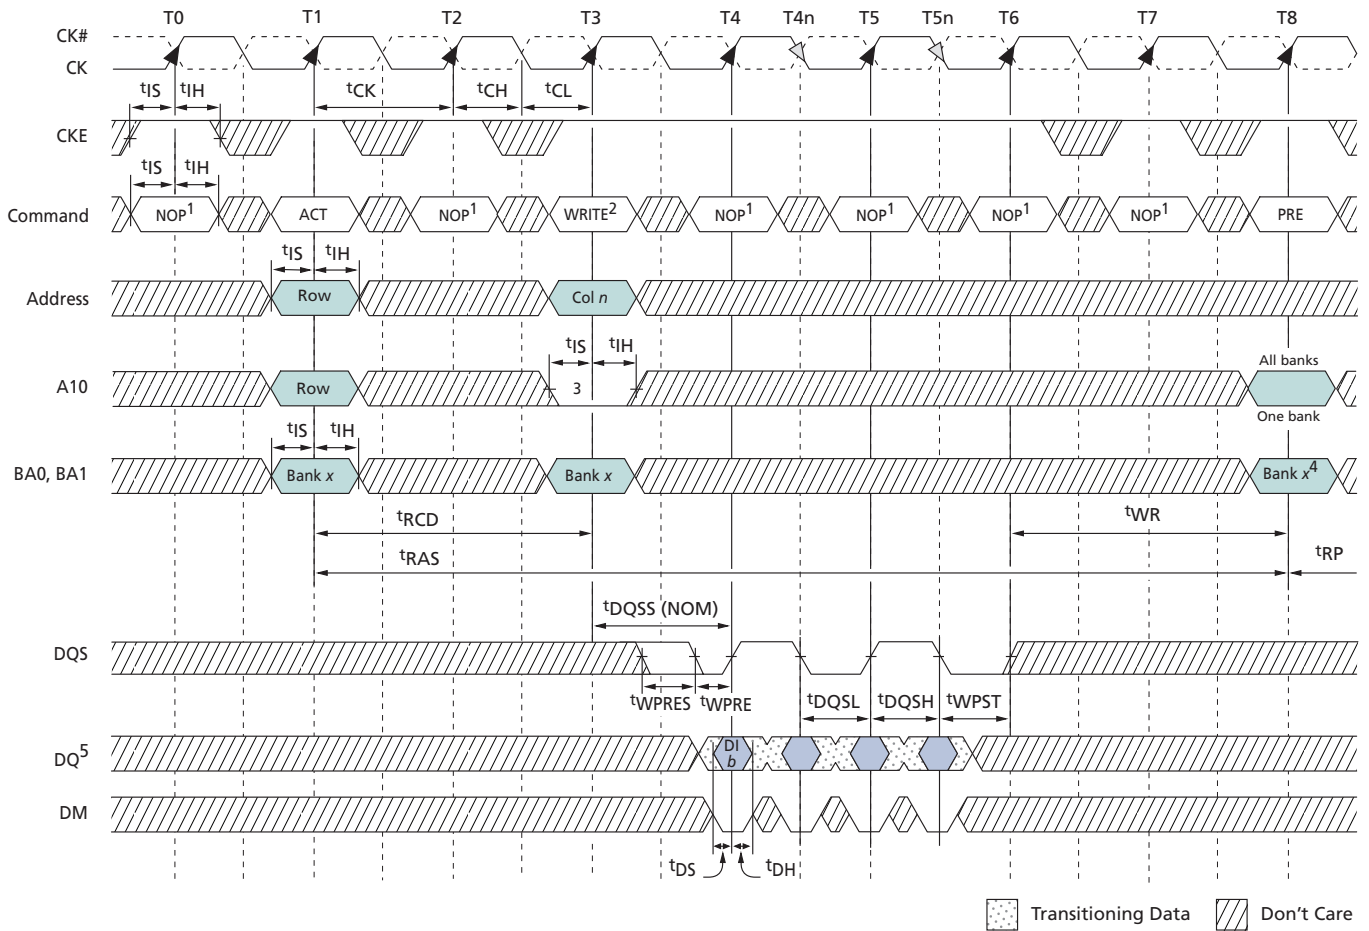 T0 T1 T2 T3 T4 T4n T5 T5n T6 T7 T8
CK#
CK
tIS tIH tCK tCH tCL
CKE
tIS tIH
Command NOP1 ACT NOP1 WRITE2 NOP1 NOP1 NOP1 NOP1 PRE
tIS tIH
Address Row Col n
tIS tIH
All banks
A10 Row 3
One bank
tIS tIH
BA0, BA1 Bank x Bank x Bank x4
tRCD tWR
tRAS tRP
tDQSS (NOM)
DQS
tWPRES tWPRE tDQSL tDQSH tWPST
DQ5 DI
b
DM
tDS tDH
Transitioning Data Don't Care